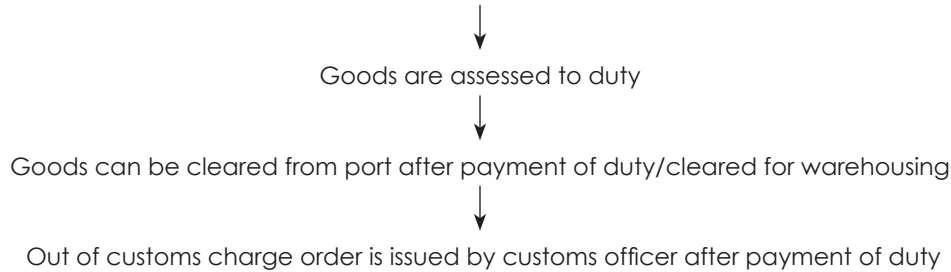 Goods are assessed to duty
Goods can be cleared from port after payment of duty/cleared for warehousing
Out of customs charge order is issued by customs officer after payment of duty